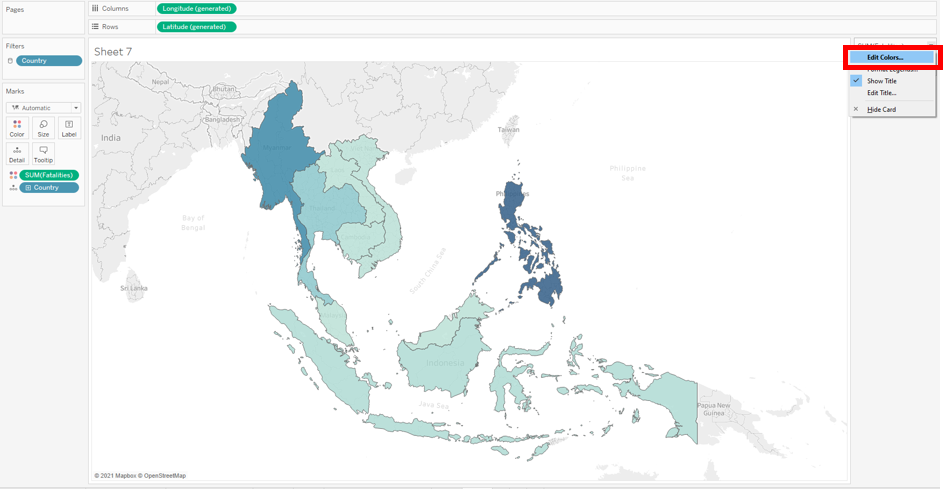 Pages
Columns
Longitude (generated)
Rows
Latitude (generated)
Filters
Country
Marks
Automatic
Color
Size
Label
Detail
Tooltip
SUM(Fatalities)
Country
Sheet 7
Nepal
Bhutan
Bangladesh
India
Taiwan
Myanmar
Philippine
Sea
Bay of
Bengal
Thailand
Sri Lanka
South China Sea
Indonesia
Java Sea
Papua New
Guinea
© 2021 Mapbox © OpenStreetMap
Edit Colors...
Format Legends...
Show Title
Edit Title...
Hide Card